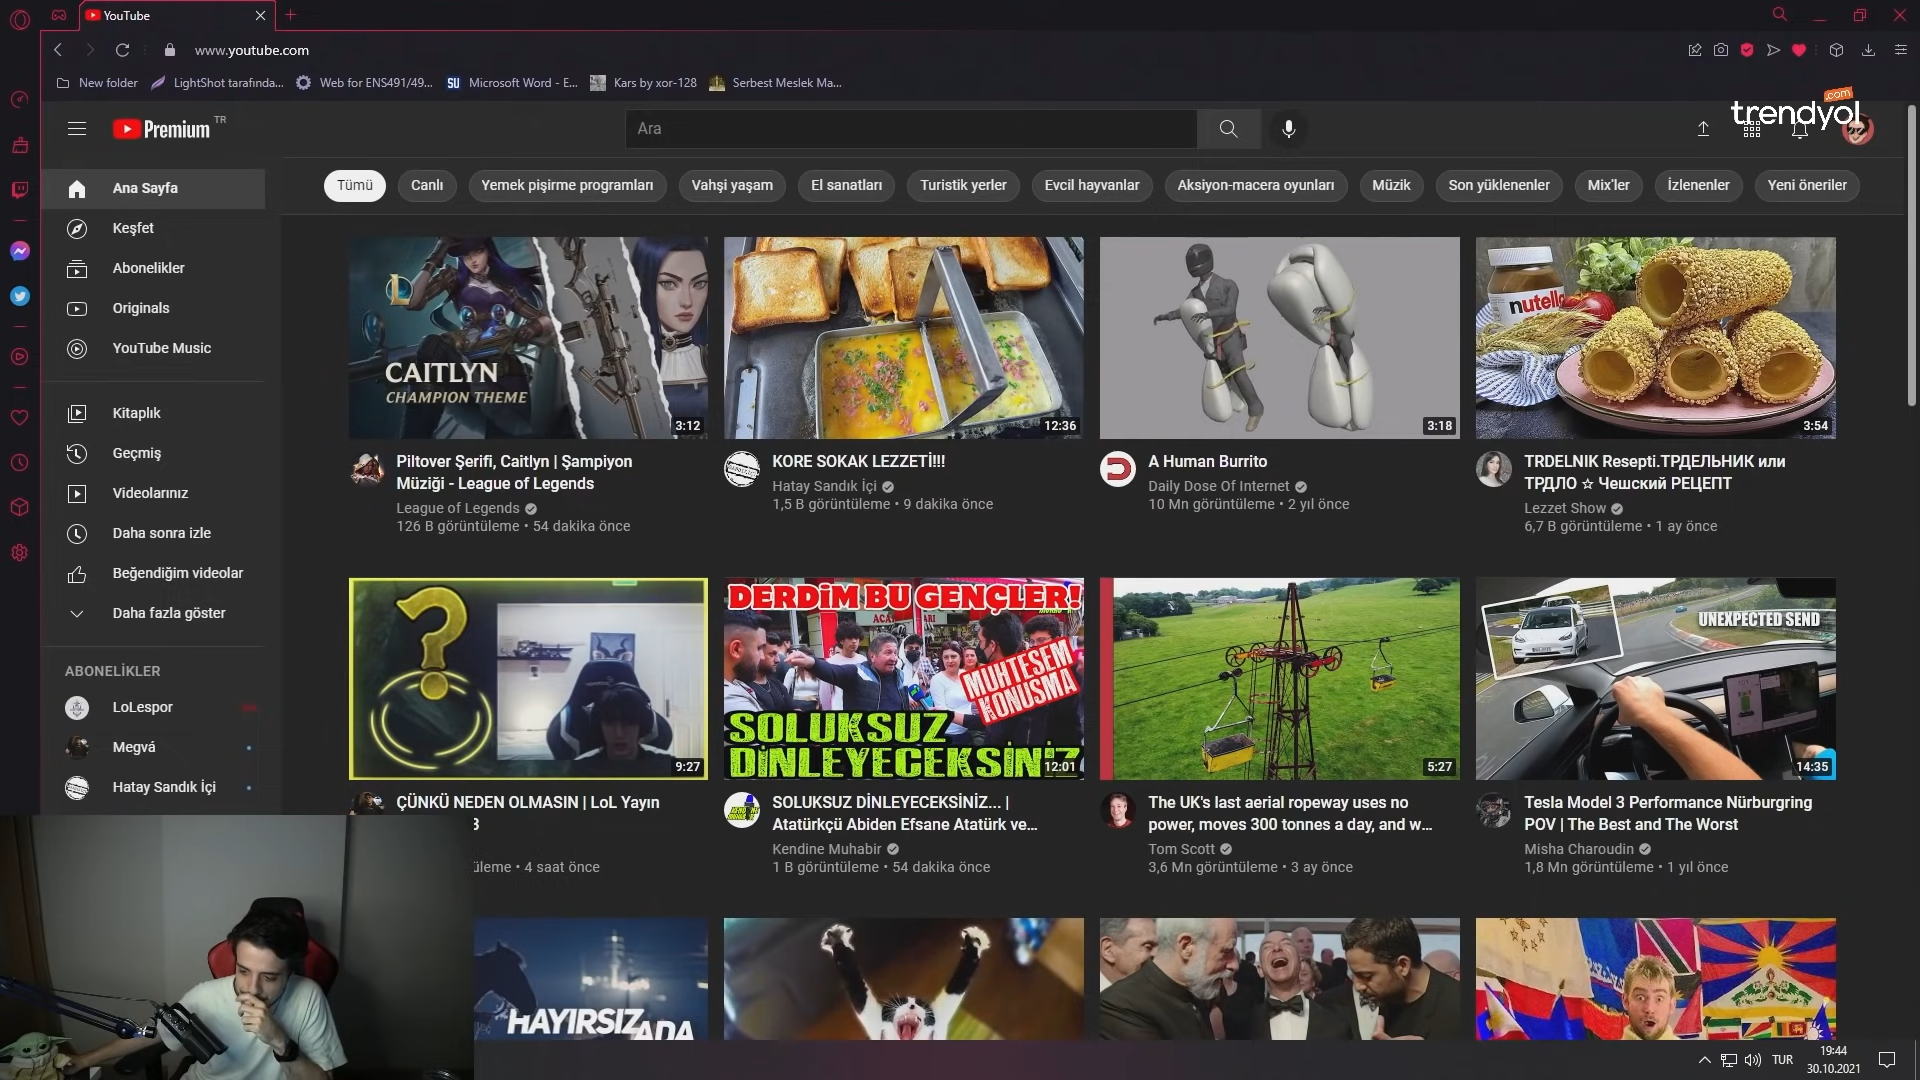 YouTube
www.youtube.com
New folder
LightShot tarafında...
Web for ENS491/49...
SU
Microsoft Word - E...
Kars by xor-128
Serbest Meslek Ma...
Premium TR
Ara
trendyol
.com
Tümü
Canlı
Yemek pişirme programları
Vahşi yaşam
El sanatları
Turistik yerler
Evcil hayvanlar
Aksiyon-macera oyunları
Müzik
Son yüklenenler
Mix'ler
İzlenenler
Yeni öneriler
Ana Sayfa
Keşfet
Abonelikler
Originals
YouTube Music
Kitaplık
Geçmiş
Videolarınız
Daha sonra izle
Beğendiğim videolar
Daha fazla göster
ABONELİKLER
LoLespor
Megvá
Hatay Sandık İçi
CAITLYN
CHAMPION THEME
3:12
Piltover Şerifi, Caitlyn | Şampiyon
Müziği - League of Legends
League of Legends
126 B görüntüleme • 54 dakika önce
12:36
KORE SOKAK LEZZETİ!!!
Hatay Sandık İçi
1,5 B görüntüleme • 9 dakika önce
3:18
A Human Burrito
Daily Dose Of Internet
10 Mn görüntüleme • 2 yıl önce
nutella
3:54
TRDELNIK Resepti.ТРДЕЛЬНИК или
ТРДЛО ☆ Чешский РЕЦЕПТ
Lezzet Show
6,7 B görüntüleme • 1 ay önce
?
9:27
ÇÜNKÜ NEDEN OLMASIN | LoL Yayın
3
üleme • 4 saat önce
DERDİM BU GENÇLER!
MUHTEŞEM
KONUŞMA
SOLUKSUZ
DİNLEYECEKSİNİZ
12:01
SOLUKSUZ DİNLEYECEKSİNİZ... |
Atatürkçü Abiden Efsane Atatürk ve...
Kendine Muhabir
1 B görüntüleme • 54 dakika önce
5:27
The UK's last aerial ropeway uses no
power, moves 300 tonnes a day, and w...
Tom Scott
3,6 Mn görüntüleme • 3 ay önce
UNEXPECTED SEND
14:35
Tesla Model 3 Performance Nürburgring
POV | The Best and The Worst
Misha Charoudin
1,8 Mn görüntüleme • 1 yıl önce
HAYIRSIZADA
TUR
19:44
30.10.2021